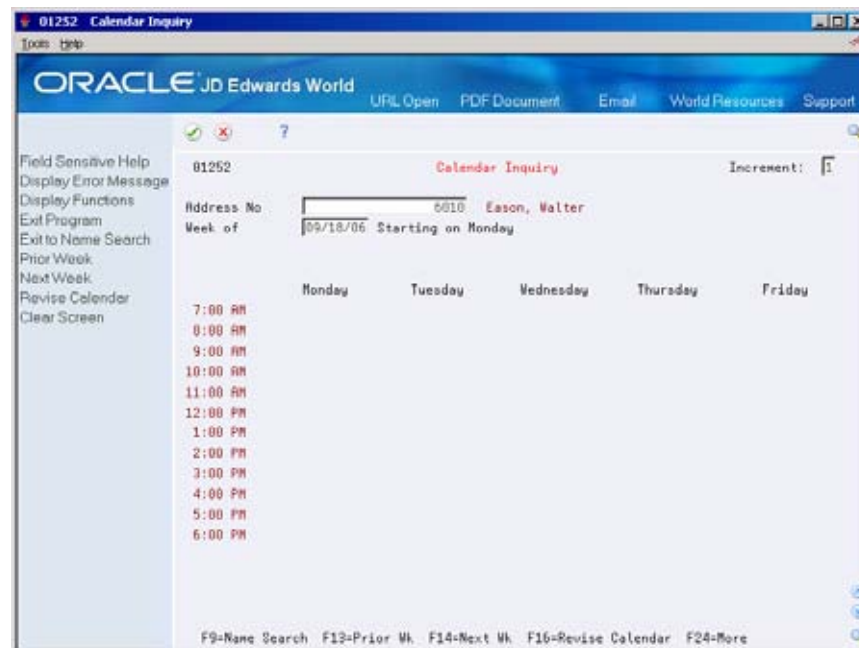 01252 Calendar Inquiry
Tools Help
ORACLE JD Edwards World
URL Open PDF Document Email World Resources Support
?
Field Sensitive Help
Display Error Message
Display Functions
Exit Program
Exit to Name Search
Prior Week
Next Week
Revise Calendar
Clear Screen
01252 Calendar Inquiry Increment: 1
Address No 6010 Eason, Walter
Week of 09/18/06 Starting on Monday
Monday Tuesday Wednesday Thursday Friday
7:00 AM
8:00 AM
9:00 AM
10:00 AM
11:00 AM
12:00 PM
1:00 PM
2:00 PM
3:00 PM
4:00 PM
5:00 PM
6:00 PM
F9=Name Search F13=Prior Wk F14=Next Wk F16=Revise Calendar F24=More